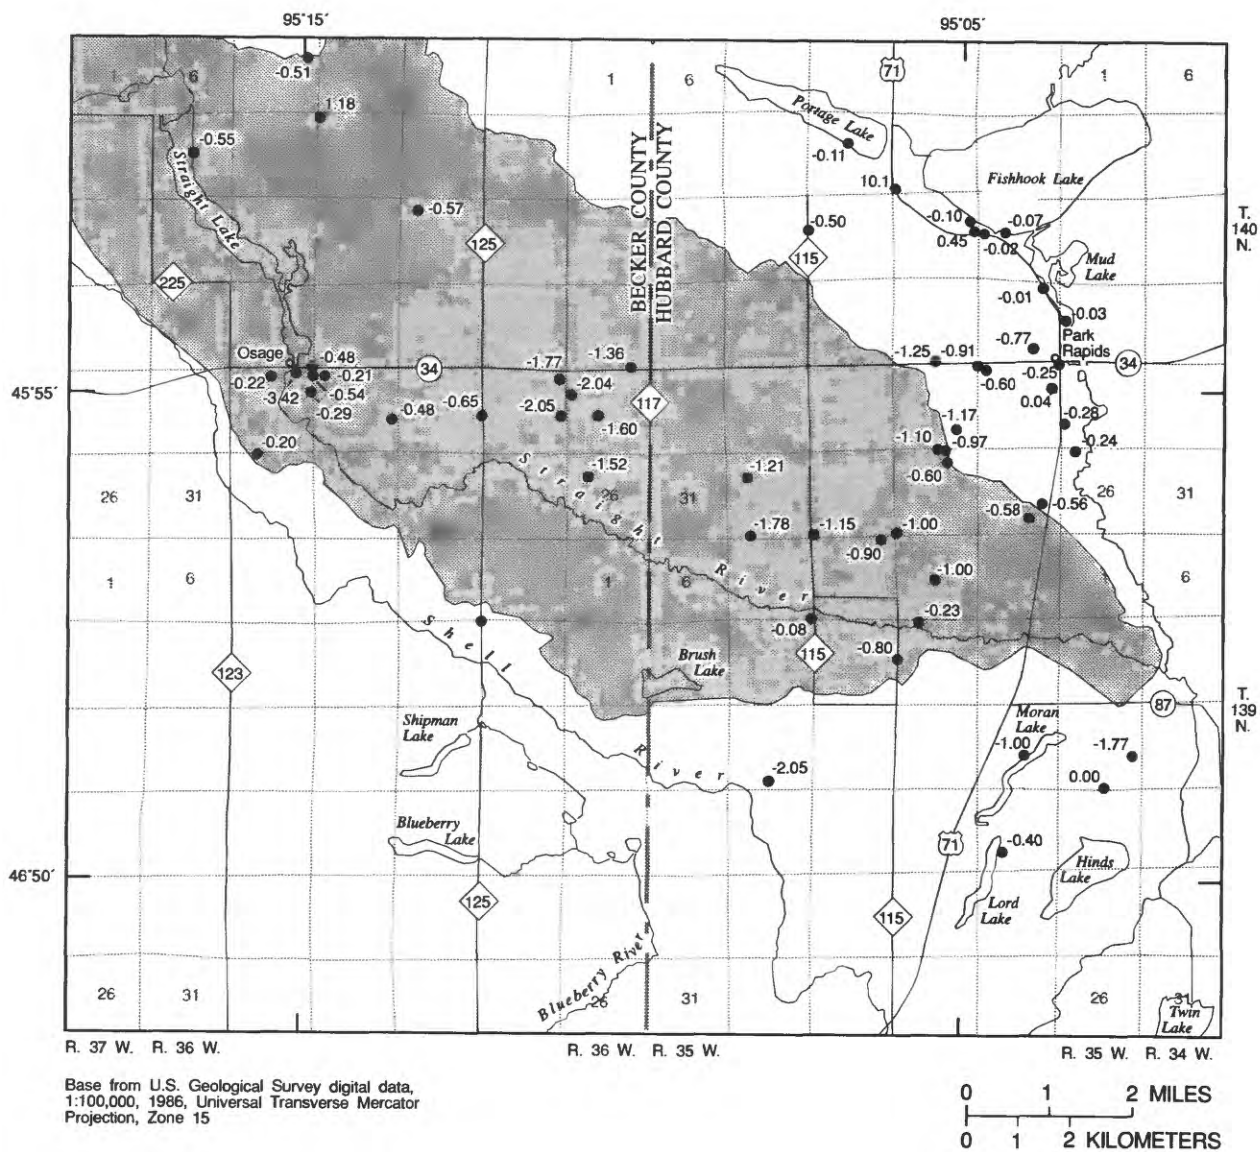 95°15'
95°05'
1
6
1
6
71
1
6
-0.51
1.18
-0.55
Straight Lake
Portage Lake
-0.11
Fishhook Lake
10.1
-0.57
-0.50
-0.10
-0.07
0.45
-0.02
T.
140
N.
125
115
BECKER COUNTY
HUBBARD COUNTY
Mud
Lake
225
-0.01
-0.03
Osage
-0.48
-1.77
-1.36
-1.25
-0.91
-0.77
Park
Rapids
-0.22
-0.21
34
-2.04
-0.60
-0.25
34
45°55'
-3.42
-0.54
-0.29
-0.48
-0.65
-2.05
117
0.04
-1.60
-1.17
-0.28
-0.20
-1.10
-0.97
-0.24
-0.60
-1.52
-1.21
26
31
26
31
26
31
Straight River
-0.58
-0.56
-1.78
-1.15
-1.00
-0.90
1
6
1
6
-1.00
1
6
-0.23
-0.08
-0.80
Shell River
123
115
Brush
Lake
87
T.
139
N.
Shipman
Lake
Moran
Lake
-1.00
-1.77
-2.05
0.00
Blueberry
Lake
71
-0.40
Hinds
Lake
46°50'
125
115
Lord
Lake
Blueberry River
26
31
26
31
26
31
Twin
Lake
R. 37 W. R. 36 W.
R. 36 W. R. 35 W.
R. 35 W. R. 34 W.
Base from U.S. Geological Survey digital data,
1:100,000, 1986, Universal Transverse Mercator
Projection, Zone 15
0 1 2 MILES
0 1 2 KILOMETERS